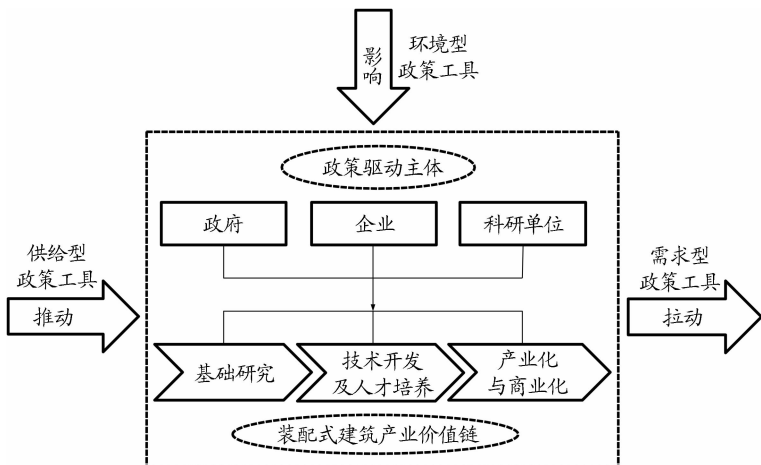 影响
环境型
政策工具
政策驱动主体
政府
企业
科研单位
供给型
政策工具
推动
需求型
政策工具
拉动
基础研究
技术开发
及人才培养
产业化
与商业化
装配式建筑产业价值链